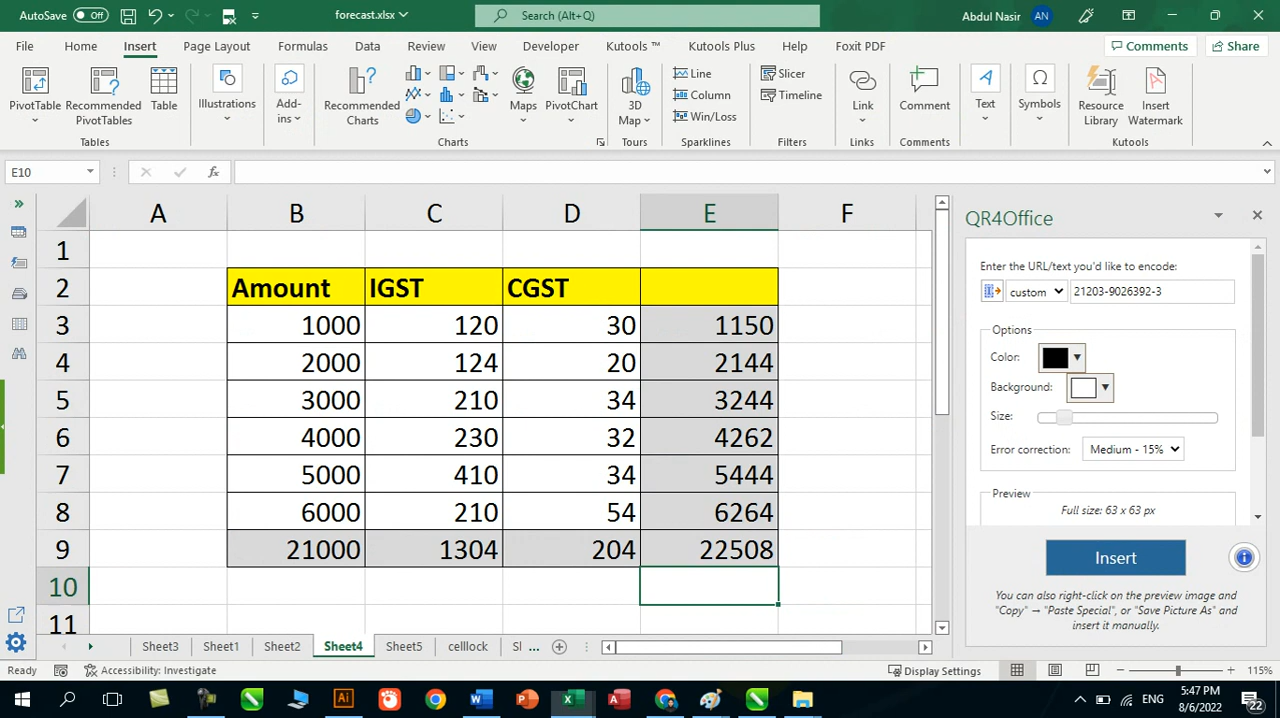 AutoSave Off forecast.xlsx Search (Alt+Q) Abdul Nasir AN
File Home Insert Page Layout Formulas Data Review View Developer Kutools ™ Kutools Plus Help Foxit PDF Comments Share
PivotTable Recommended PivotTables Table Illustrations Add-ins Recommended Charts Maps PivotChart 3D Map Line Column Win/Loss Slicer Timeline Link Comment Text Symbols Resource Library Insert Watermark
Tables Charts Tours Sparklines Filters Links Comments Kutools
E10 fx
A B C D E F
1
2 Amount IGST CGST
3 1000 120 30 1150
4 2000 124 20 2144
5 3000 210 34 3244
6 4000 230 32 4262
7 5000 410 34 5444
8 6000 210 54 6264
9 21000 1304 204 22508
10
11
QR4Office
Enter the URL/text you'd like to encode:
custom 21203-9026392-3
Options
Color:
Background:
Size:
Error correction: Medium - 15%
Preview
Full size: 63 x 63 px
Insert
You can also right-click on the preview image and
"Copy" → "Paste Special", or "Save Picture As" and
insert it manually.
Sheet3 Sheet1 Sheet2 Sheet4 Sheet5 celllock Sl ...
Ready Accessibility: Investigate Display Settings 115%
ENG 5:47 PM
8/6/2022 22